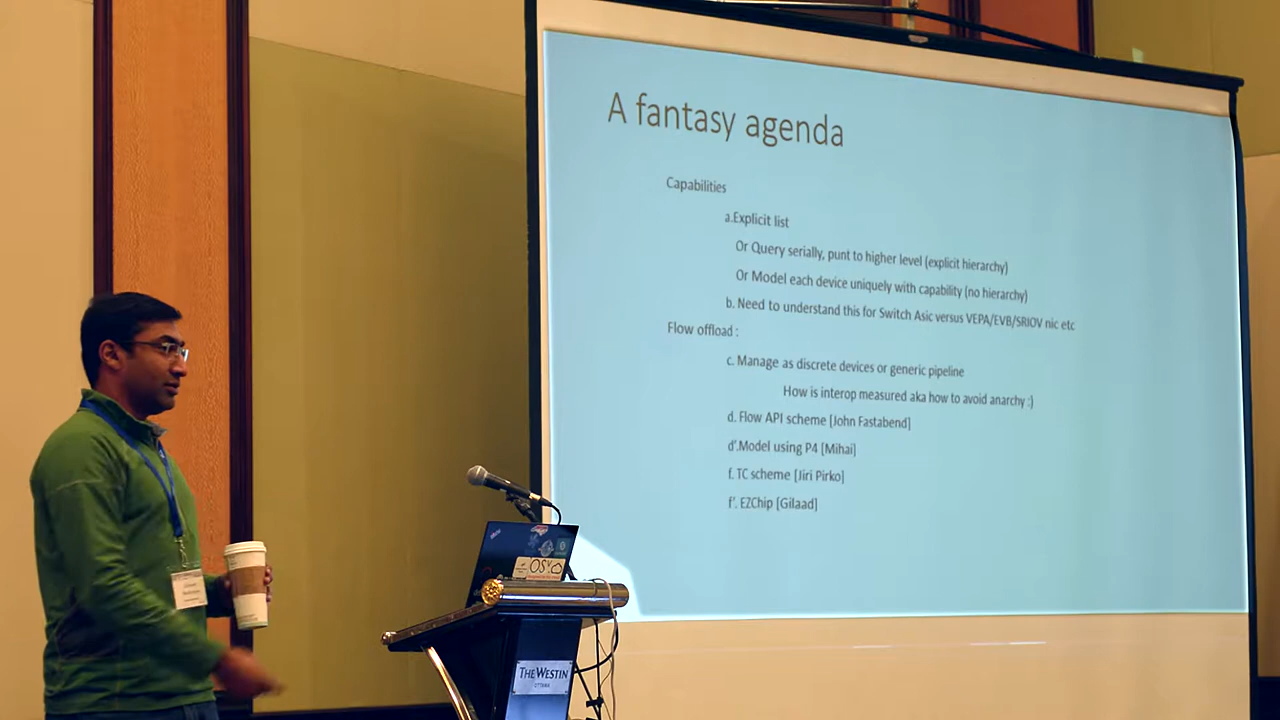 A fantasy agenda
Capabilities
a.Explicit list
Or Query serially, punt to higher level (explicit hierarchy)
Or Model each device uniquely with capability (no hierarchy)
b. Need to understand this for Switch Asic versus VEPA/EVB/SRIOV nic etc
Flow offload :
c. Manage as discrete devices or generic pipeline
How is interop measured aka how to avoid anarchy :)
d. Flow API scheme [John Fastabend]
d'.Model using P4 [Mihai]
f. TC scheme [Jiri Pirko]
f'. EZChip [Gilaad]
OSv
THE WESTIN
OTTAWA